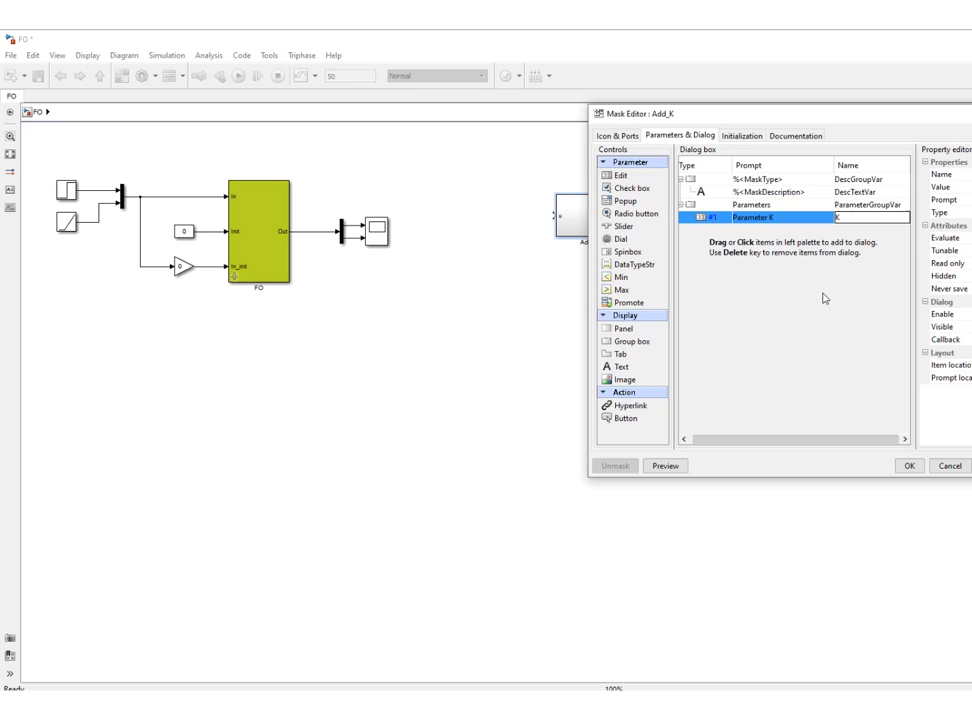 FO *
File Edit View Display Diagram Simulation Analysis Code Tools Triphase Help
50 Normal
FO
FO
0
0
In
Init
In_init
Out
FO
u
Mask Editor : Add_K
Icon & Ports Parameters & Dialog Initialization Documentation
Controls
Parameter
Edit
Check box
Popup
Radio button
Slider
Dial
Spinbox
DataTypeStr
Min
Max
Promote
Display
Panel
Group box
Tab
A Text
Image
Action
Hyperlink
Button
Dialog box
Type Prompt Name
%<MaskType> DescGroupVar
A %<MaskDescription> DescTextVar
Parameters ParameterGroupVar
#1 Parameter K K
Drag or Click items in left palette to add to dialog.
Use Delete key to remove items from dialog.
Property editor
Properties
Name
Value
Prompt
Type
Attributes
Evaluate
Tunable
Read only
Hidden
Never save
Dialog
Enable
Visible
Callback
Layout
Item locatio
Prompt loca
Unmask Preview OK Cancel
Ready 100%